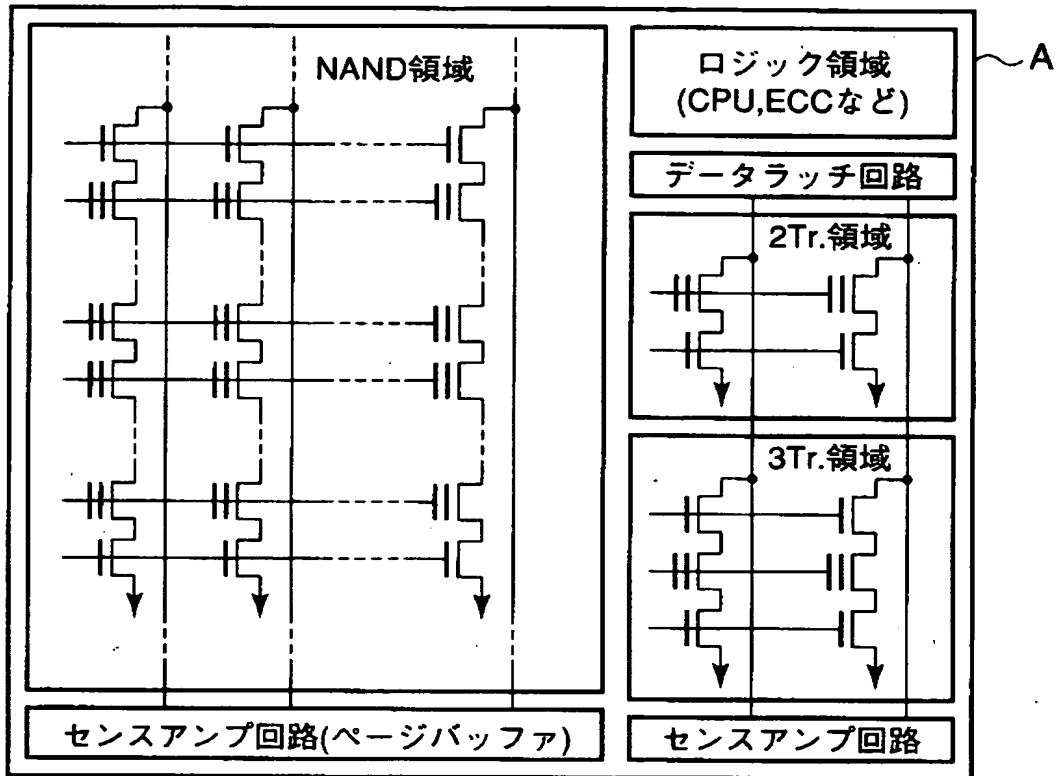 NAND領域
ロジック領域
(CPU,ECCなど)
A
データラッチ回路
2Tr.領域
3Tr.領域
センスアンプ回路(ページバッファ)
センスアンプ回路